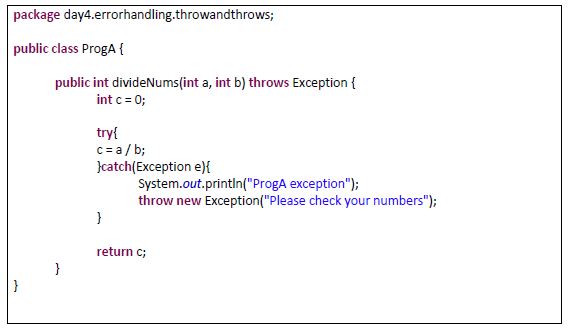 package day4.errorhandling.throwandthrows;
public class ProgA {
public int divideNums(int a, int b) throws Exception {
int c = 0;
try{
c = a / b;
}catch(Exception e){
System.out.println("ProgA exception");
throw new Exception("Please check your numbers");
}
return c;
}
}